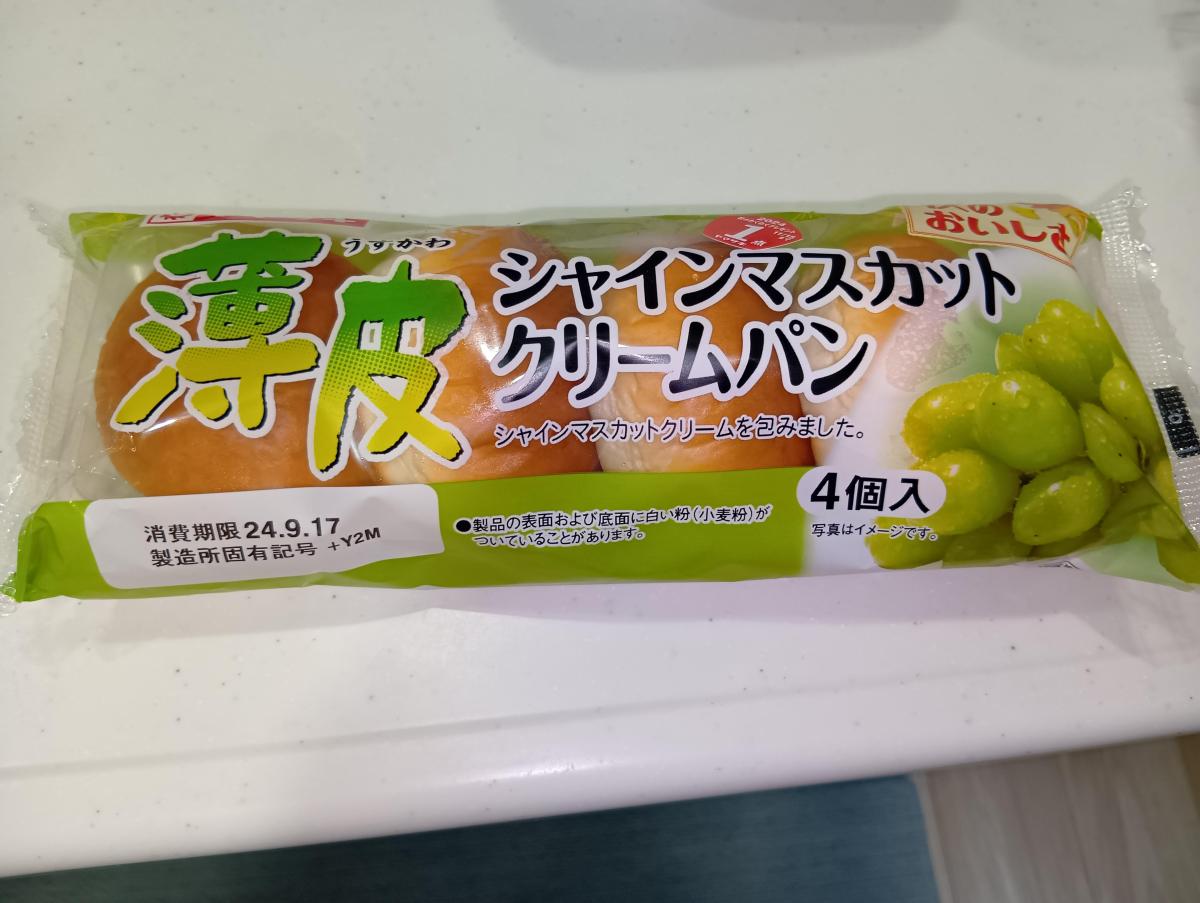 うすかわ
薄皮
シャインマスカット
クリームパン
シャインマスカットクリームを包みました。
1点
おいしさ
4個入
写真はイメージです。
消費期限 24.9.17
製造所固有記号 +Y2M
●製品の表面および底面に白い粉(小麦粉)が
ついていることがあります。